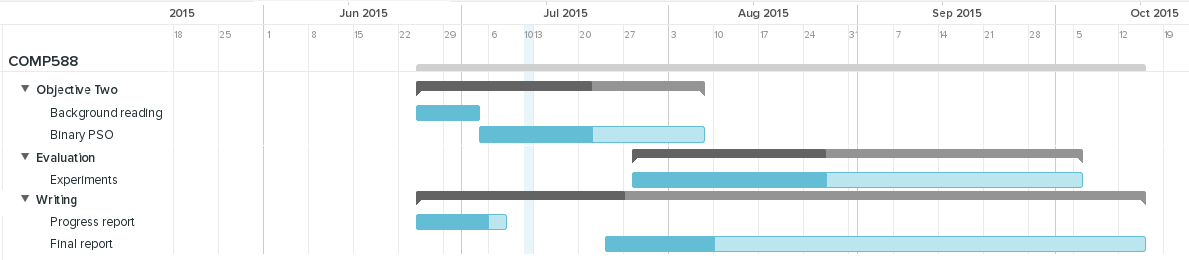 2015 Jun 2015 Jul 2015 Aug 2015 Sep 2015 Oct 2015
18 25 1 8 15 22 29 6 10 13 20 27 3 10 17 24 31 7 14 21 28 5 12 19
COMP588
Objective Two
Background reading
Binary PSO
Evaluation
Experiments
Writing
Progress report
Final report